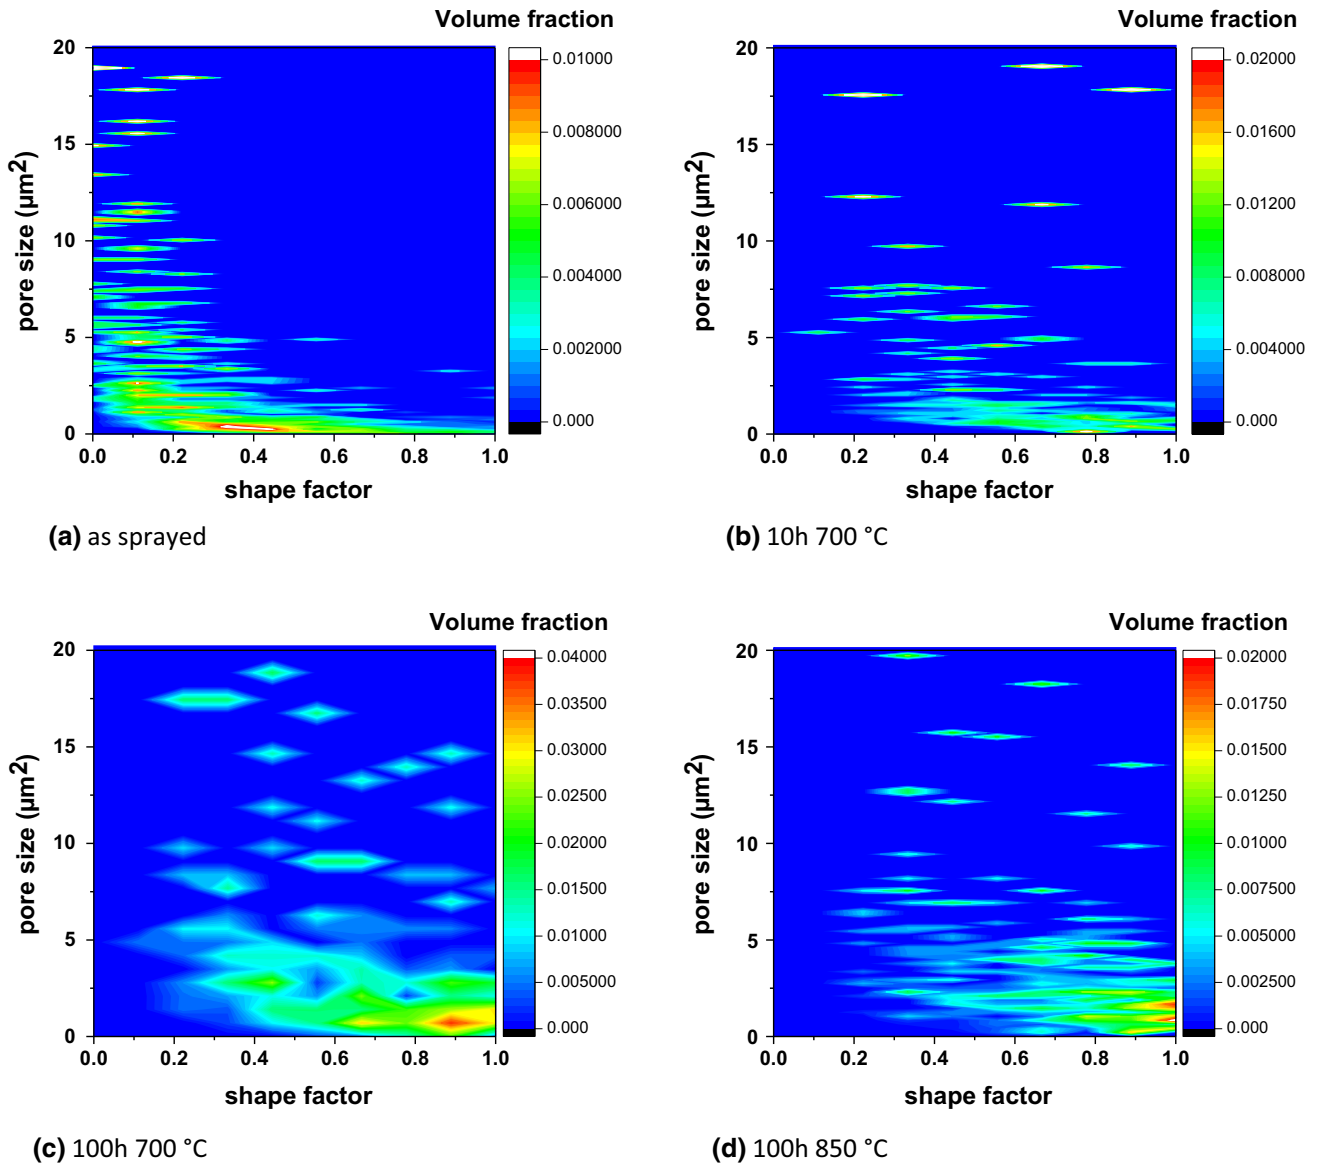 Volume fraction
20
15
10
5
0
pore size (µm²)
0.0 0.2 0.4 0.6 0.8 1.0
shape factor
0.01000
0.008000
0.006000
0.004000
0.002000
0.000
(a) as sprayed
Volume fraction
20
15
10
5
0
pore size (µm²)
0.0 0.2 0.4 0.6 0.8 1.0
shape factor
0.02000
0.01600
0.01200
0.008000
0.004000
0.000
(b) 10h 700 °C
Volume fraction
20
15
10
5
0
pore size (µm²)
0.0 0.2 0.4 0.6 0.8 1.0
shape factor
0.04000
0.03500
0.03000
0.02500
0.02000
0.01500
0.01000
0.005000
0.000
(c) 100h 700 °C
Volume fraction
20
15
10
5
0
pore size (µm²)
0.0 0.2 0.4 0.6 0.8 1.0
shape factor
0.02000
0.01750
0.01500
0.01250
0.01000
0.007500
0.005000
0.002500
0.000
(d) 100h 850 °C